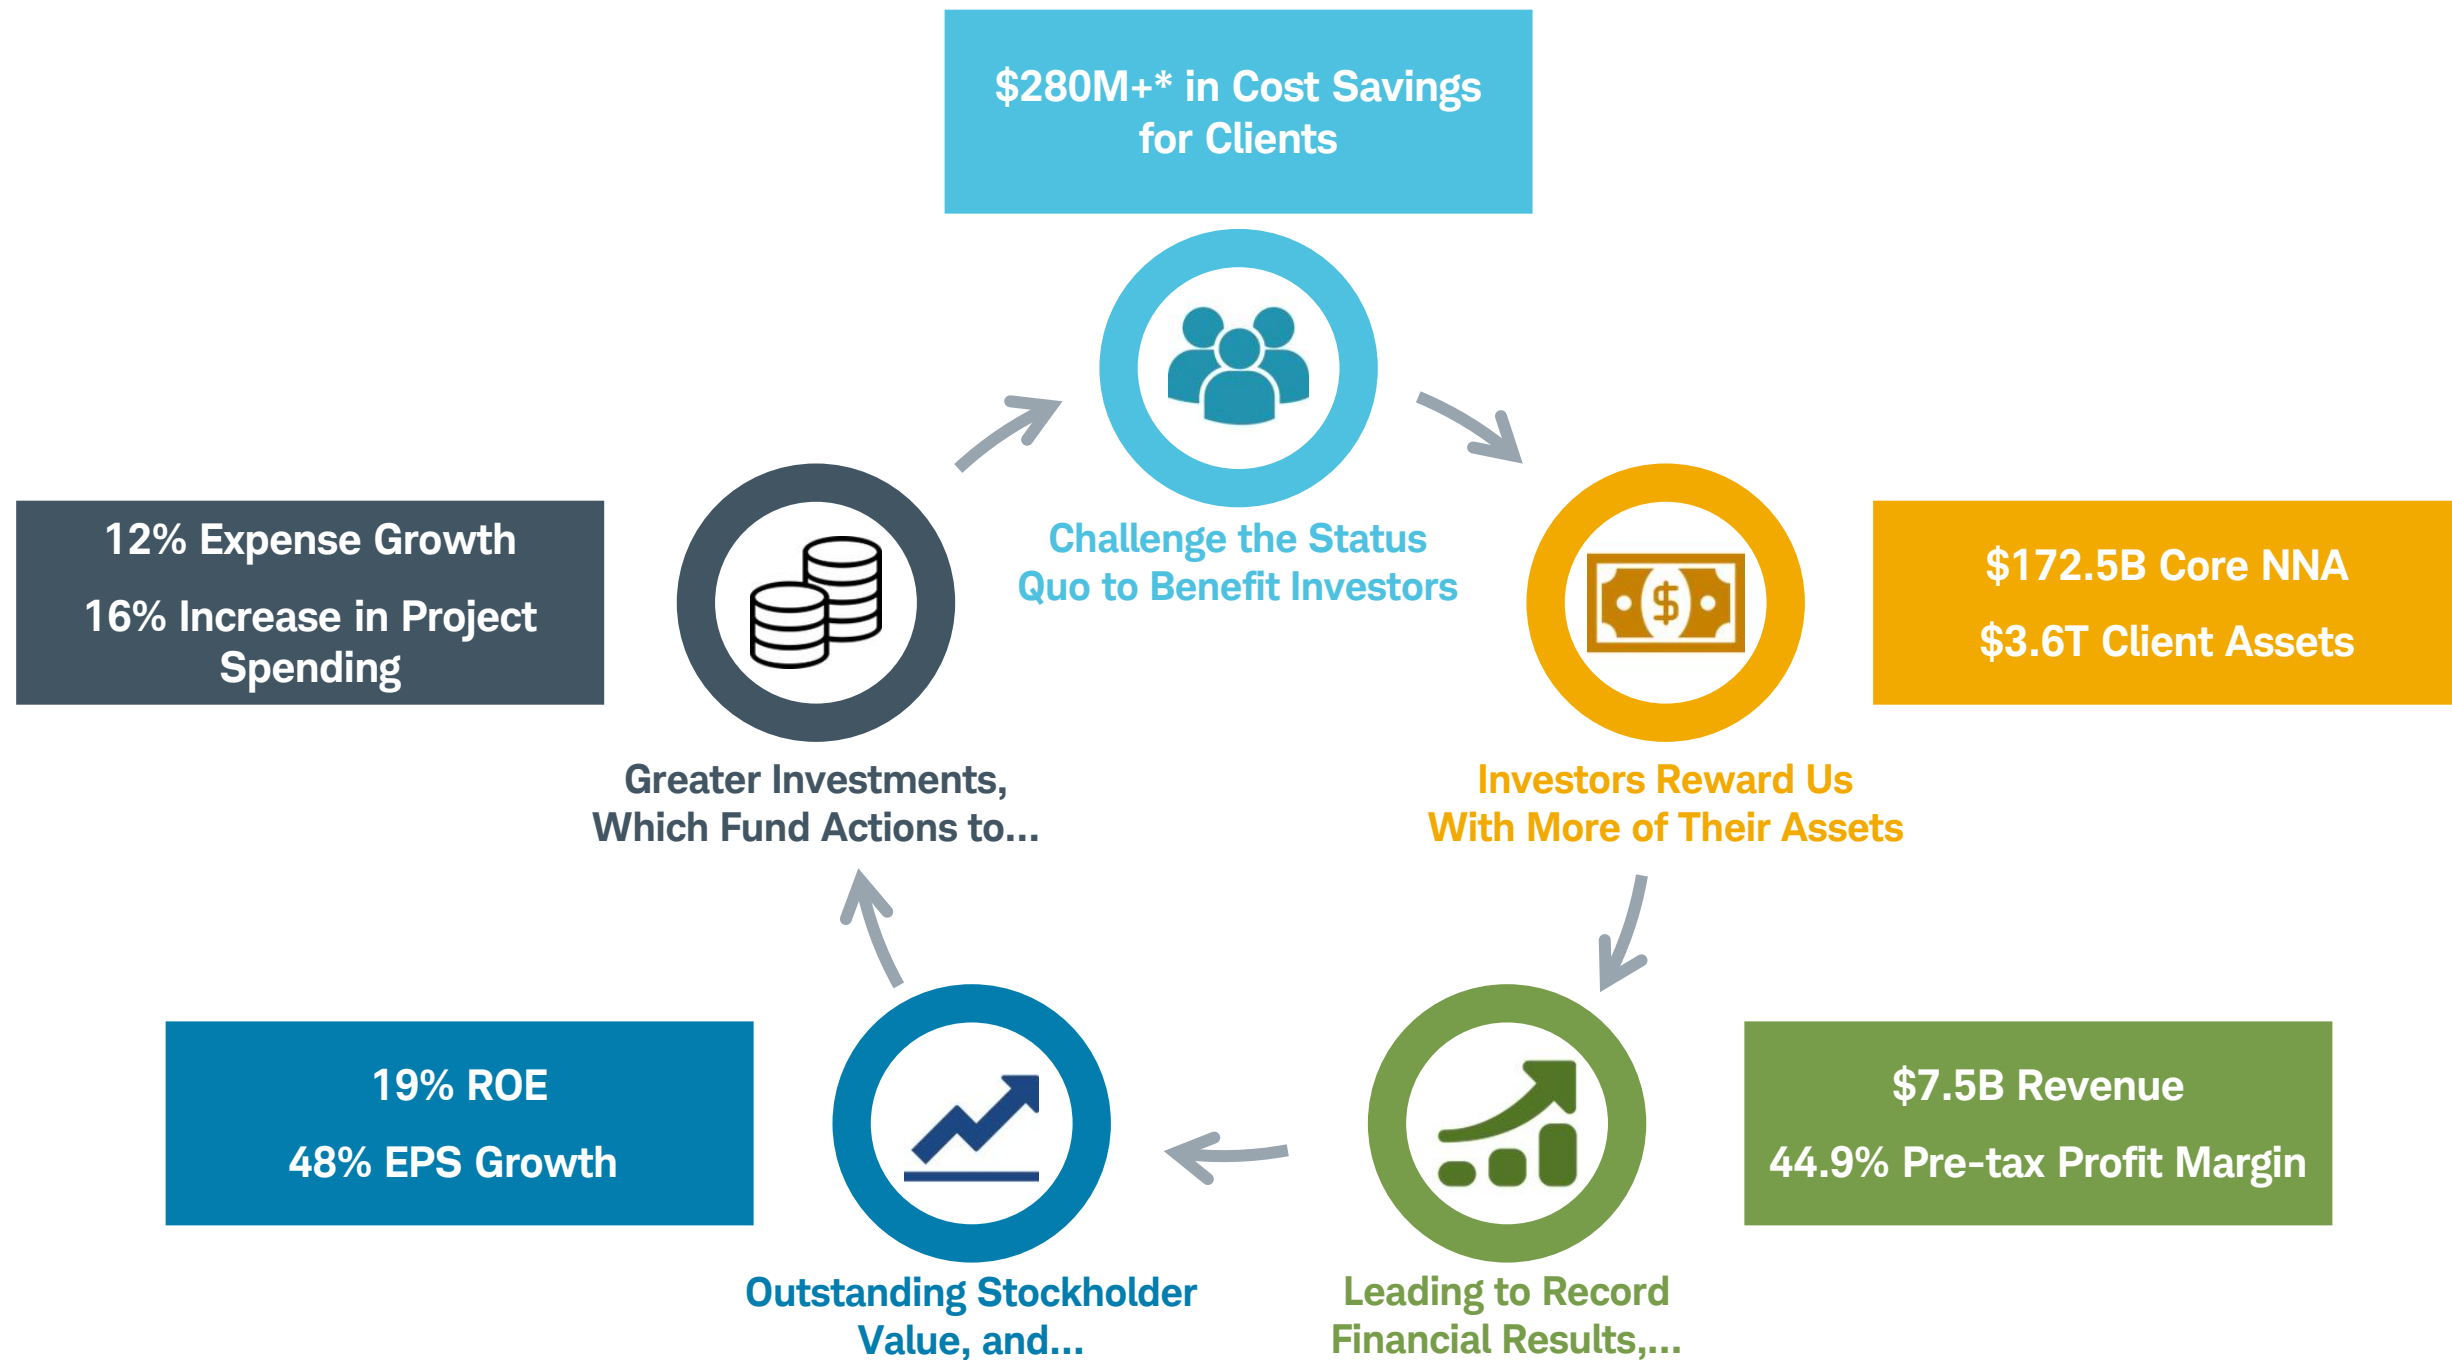 $280M+* in Cost Savings
for Clients
Challenge the Status
Quo to Benefit Investors
$172.5B Core NNA
$3.6T Client Assets
Investors Reward Us
With More of Their Assets
$7.5B Revenue
44.9% Pre-tax Profit Margin
Leading to Record
Financial Results,...
19% ROE
48% EPS Growth
Outstanding Stockholder
Value, and...
12% Expense Growth
16% Increase in Project
Spending
Greater Investments,
Which Fund Actions to...